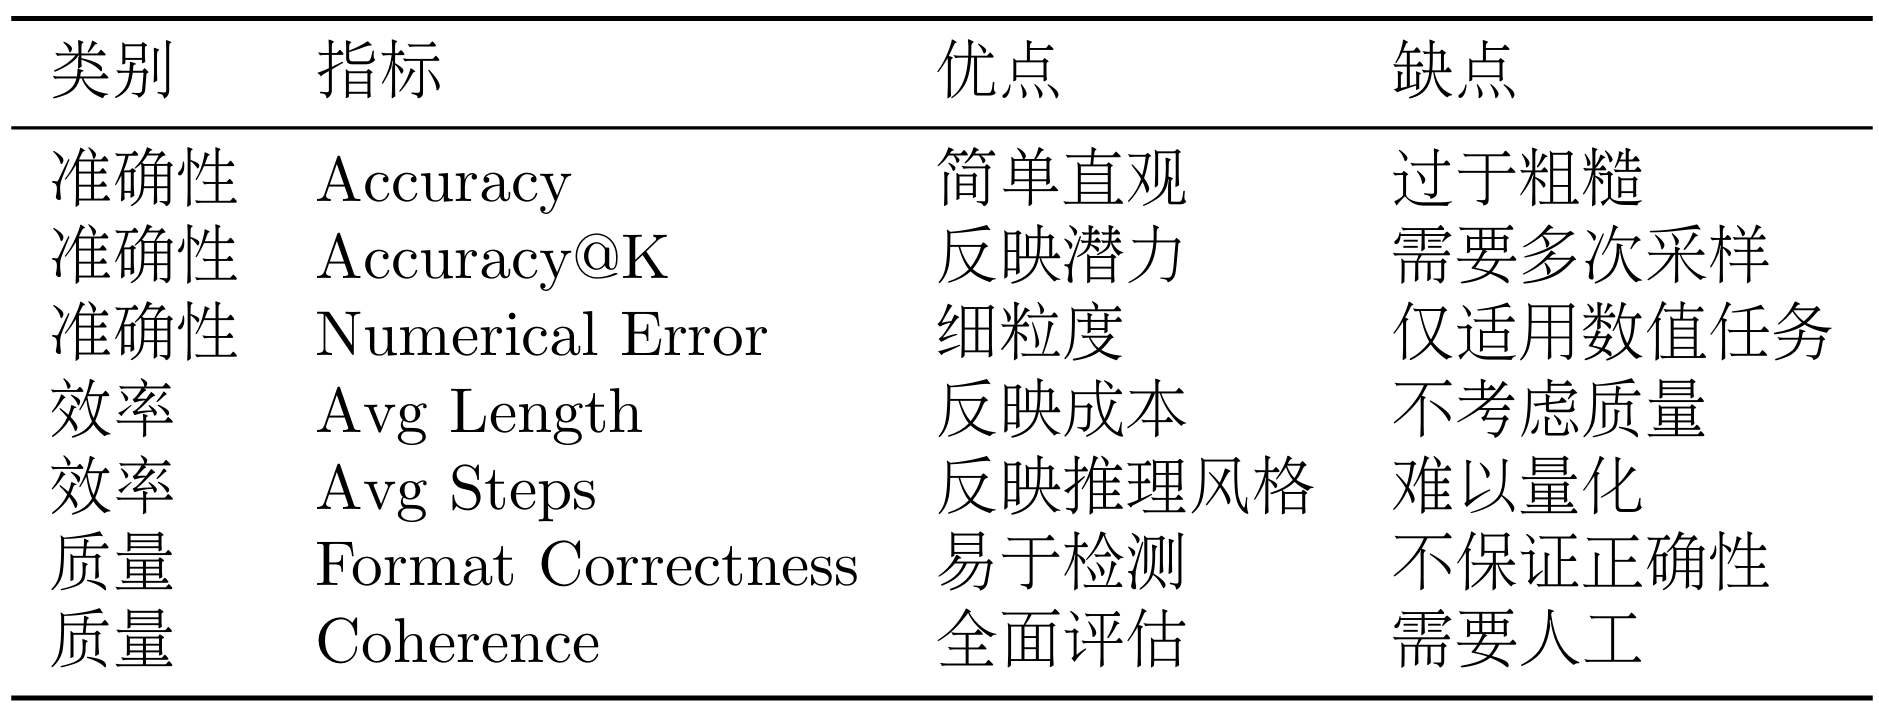 类别 指标 优点 缺点
准确性 Accuracy 简单直观 过于粗糙
准确性 Accuracy@K 反映潜力 需要多次采样
准确性 Numerical Error 细粒度 仅适用数值任务
效率 Avg Length 反映成本 不考虑质量
效率 Avg Steps 反映推理风格 难以量化
质量 Format Correctness 易于检测 不保证正确性
质量 Coherence 全面评估 需要人工